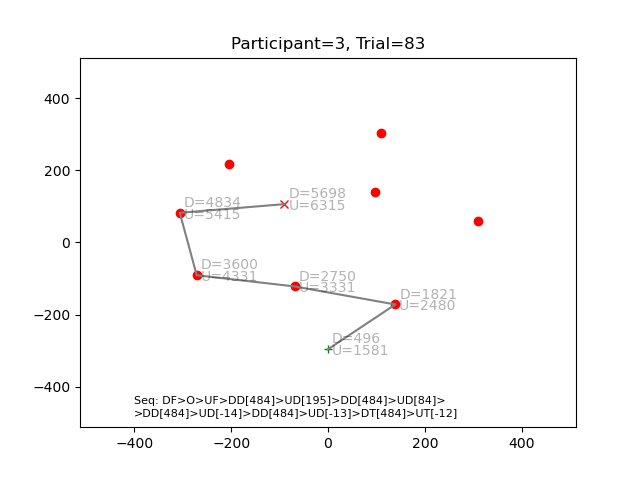 Participant=3, Trial=83
400
200
0
−200
−400
D=5698
U=6315
D=4834
U=5415
D=3600
U=4331
D=2750
U=3331
D=1821
U=2480
D=496
U=1581
Seq: DF>O>UF>DD[484]>UD[195]>DD[484]>UD[84]>
>DD[484]>UD[-14]>DD[484]>UD[-13]>DT[484]>UT[-12]
−400 −200 0 200 400